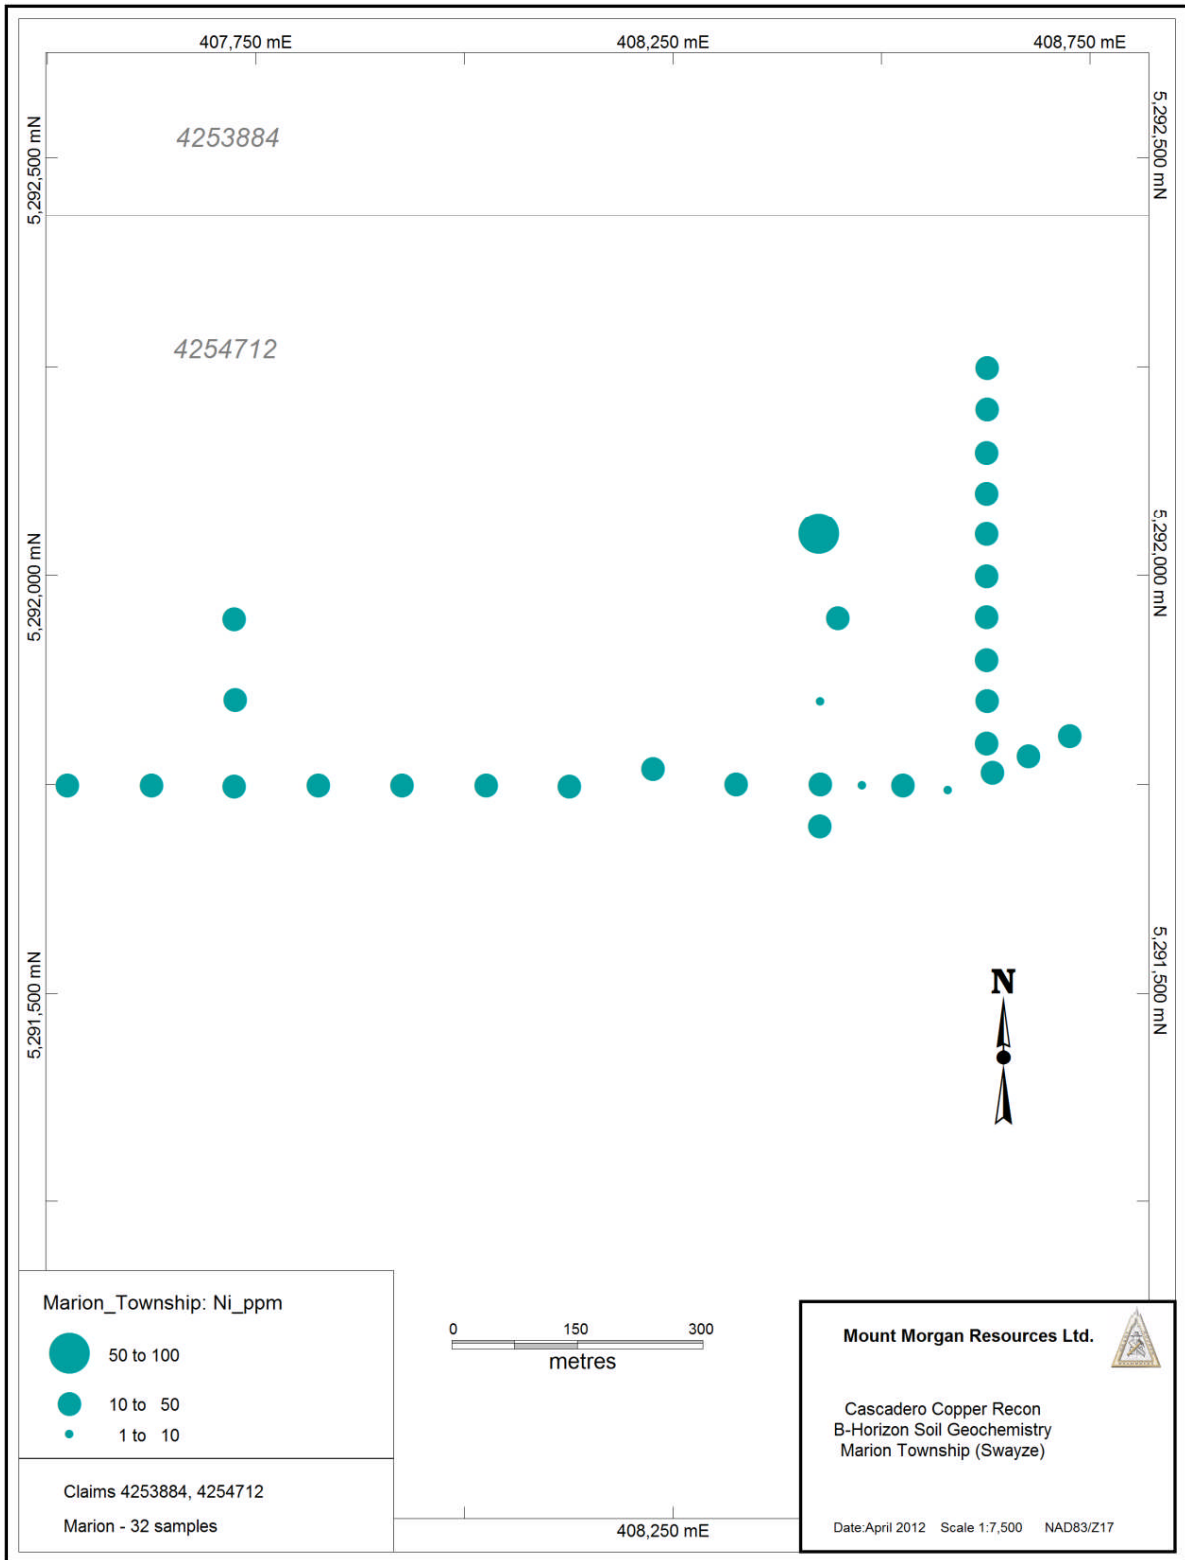 407,750 mE
408,250 mE
408,750 mE
5,292,500 mN
5,292,500 mN
4253884
4254712
5,292,000 mN
5,292,000 mN
5,291,500 mN
5,291,500 mN
N
Marion_Township: Ni_ppm
50 to 100
10 to 50
1 to 10
Claims 4253884, 4254712
Marion - 32 samples
0 150 300
metres
408,250 mE
Mount Morgan Resources Ltd.
Cascadero Copper Recon
B-Horizon Soil Geochemistry
Marion Township (Swayze)
Date:April 2012 Scale 1:7,500 NAD83/Z17